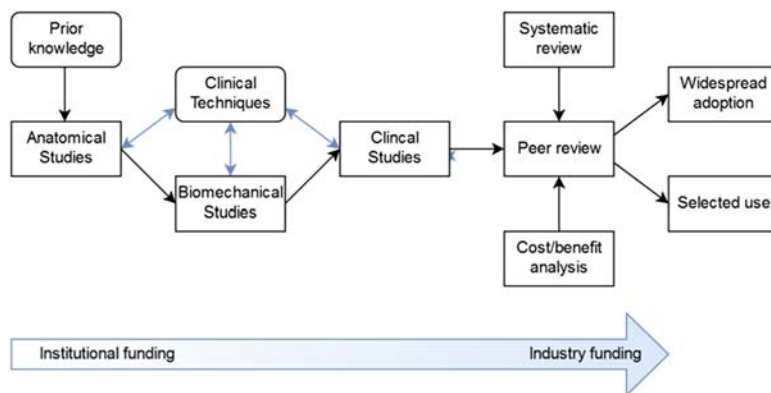 Prior
knowledge
Systematic
review
Clinical
Techniques
Widespread
adoption
Anatomical
Studies
Clincal
Studies
Peer review
Biomechanical
Studies
Selected use
Cost/benefit
analysis
Institutional funding
Industry funding